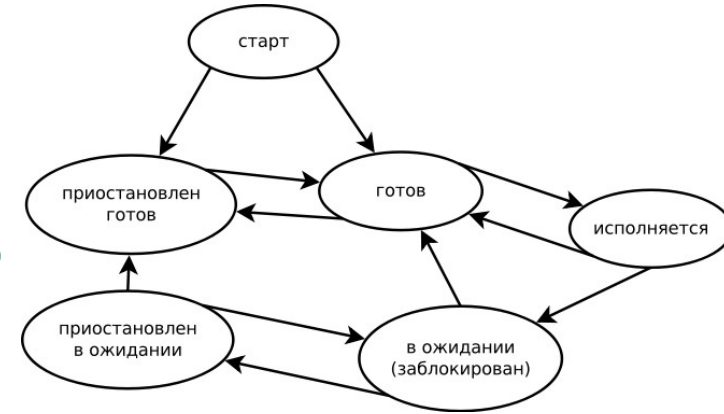 старт
приостановлен
готов
готов
исполняется
приостановлен
в ожидании
в ожидании
(заблокирован)